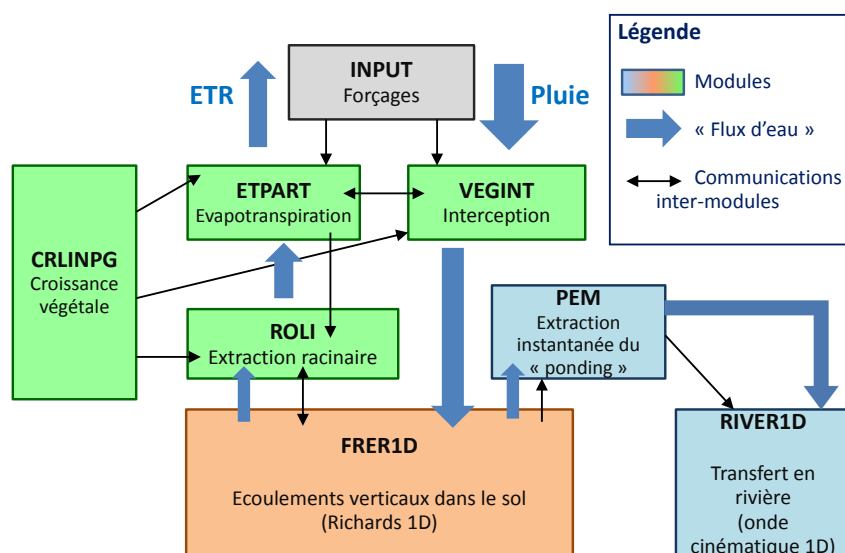 Légende
INPUT
Forçages
ETR
Pluie
Modules
« Flux d'eau »
Communications
inter-modules
ETPART
Evapotranspiration
VEGINT
Interception
CRLINPG
Croissance
végétale
PEM
Extraction
instantanée du
« ponding »
ROLI
Extraction racinaire
FRER1D
Ecoulements verticaux dans le sol
(Richards 1D)
RIVER1D
Transfert en
rivière
(onde
cinématique 1D)